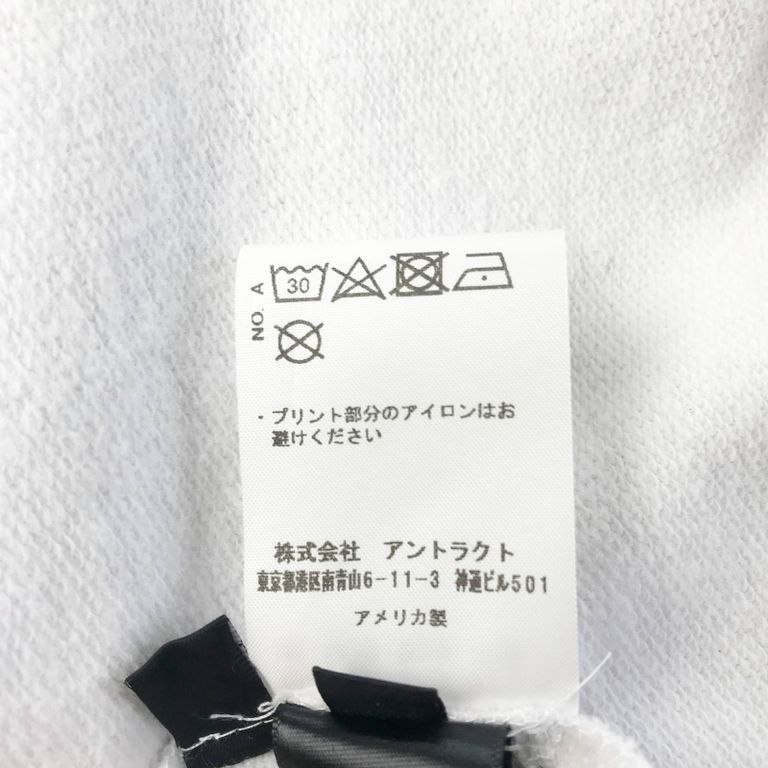 NO. A
30
・プリント部分のアイロンはお
避けください
株式会社 アントラクト
東京都港区南青山6-11-3 神通ビル501
アメリカ製